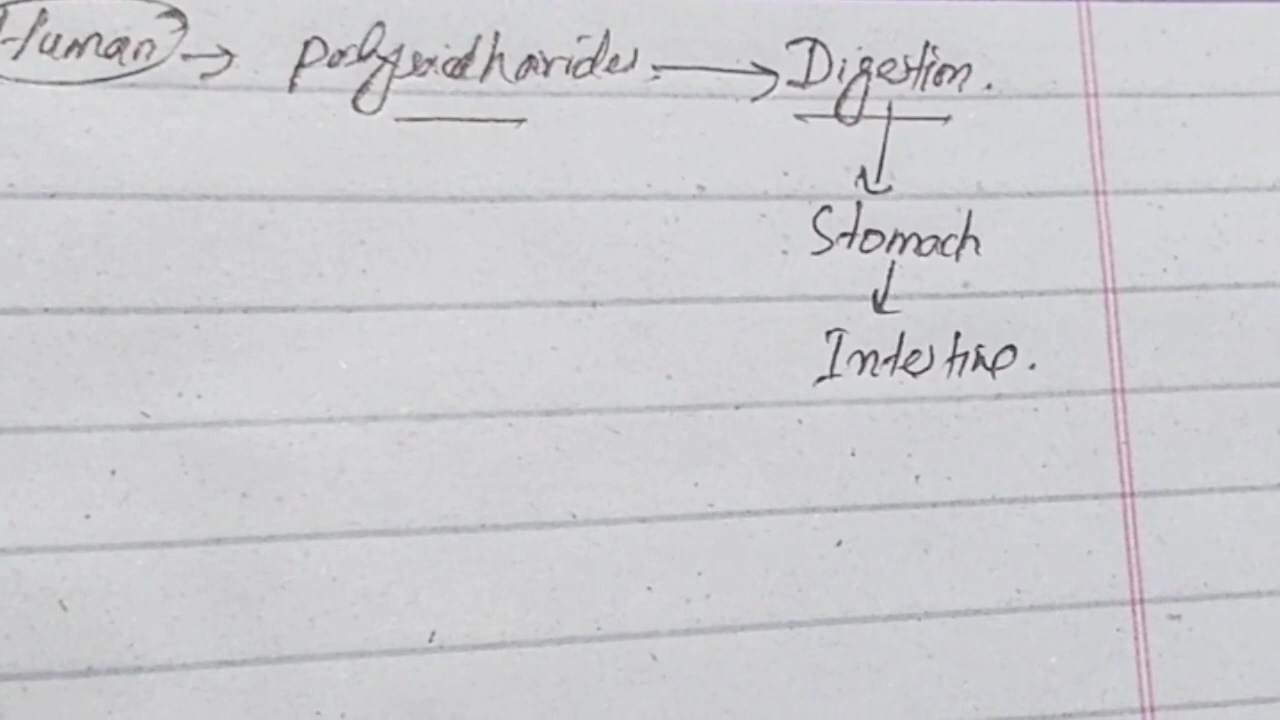 Human → Polysaccharides. → Digestion.
↓
Stomach
↓
Intestine.